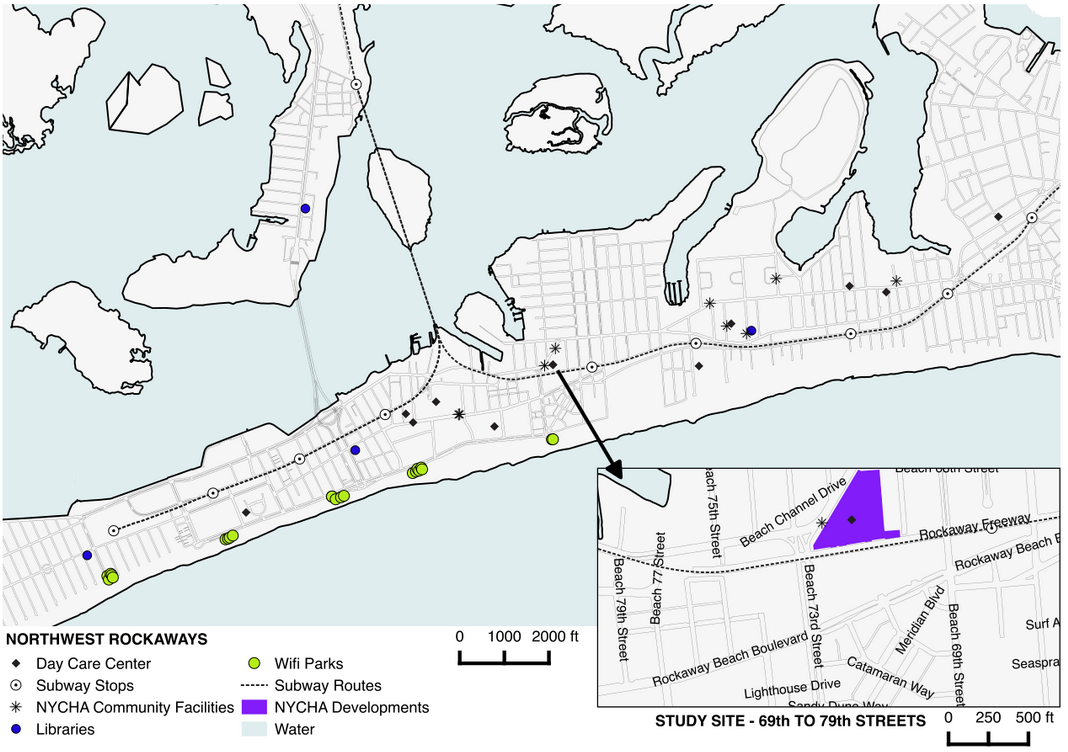 Beach 68th Street
each 75th Street
Beach Channel Drive
Rockaway Freeway
Beach 77 Street
Beach 79th Street
Beach 73rd Street
Rockaway Beach B
Meridian Blvd
Beach 69th Street
Surf A
Rockaway Beach Boulevard
Catamaran Way
Seaspra
Lighthouse Drive
Sandy Dune Way
NORTHWEST ROCKAWAYS
0 1000 2000 ft
Day Care Center
Wifi Parks
Subway Stops
Subway Routes
NYCHA Community Facilities
NYCHA Developments
Libraries
Water
STUDY SITE - 69th TO 79th STREETS
0 250 500 ft